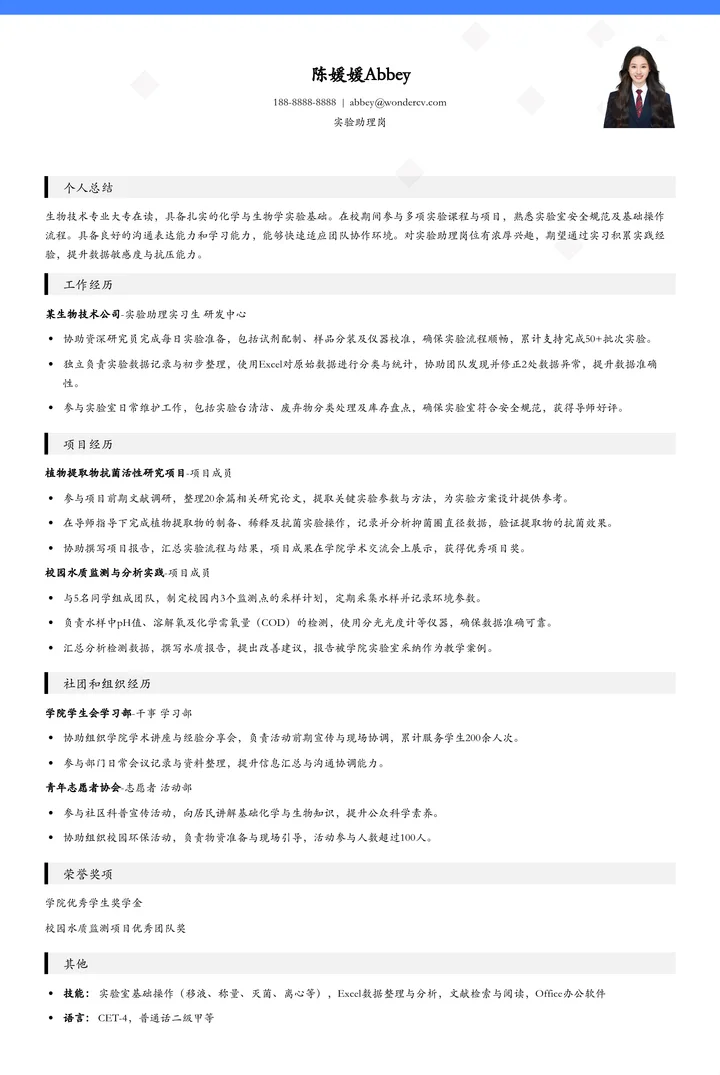 陈媛媛Abbey
188-8888-8888 | abbey@wondercv.com
实验助理岗
个人总结
生物技术专业大专在读，具备扎实的化学与生物学实验基础。在校期间参与多项实验课程与项目，熟悉实验室安全规范及基础操作
流程。具备良好的沟通表达能力和学习能力，能够快速适应团队协作环境。对实验助理岗位有浓厚兴趣，期望通过实习积累实践经
验，提升数据敏感度与抗压能力。
工作经历
某生物技术公司-实验助理实习生 研发中心
• 协助资深研究员完成每日实验准备，包括试剂配制、样品分装及仪器校准，确保实验流程顺畅，累计支持完成50+批次实验。
• 独立负责实验数据记录与初步整理，使用Excel对原始数据进行分类与统计，协助团队发现并修正2处数据异常，提升数据准确
性。
• 参与实验室日常维护工作，包括实验台清洁、废弃物分类处理及库存盘点，确保实验室符合安全规范，获得导师好评。
项目经历
植物提取物抗菌活性研究项目-项目成员
• 参与项目前期文献调研，整理20余篇相关研究论文，提取关键实验参数与方法，为实验方案设计提供参考。
• 在导师指导下完成植物提取物的制备、稀释及抗菌实验操作，记录并分析抑菌圈直径数据，验证提取物的抗菌效果。
• 协助撰写项目报告，汇总实验流程与结果，项目成果在学院学术交流会上展示，获得优秀项目奖。
校园水质监测与分析实践-项目成员
• 与5名同学组成团队，制定校园内3个监测点的采样计划，定期采集水样并记录环境参数。
• 负责水样中pH值、溶解氧及化学需氧量（COD）的检测，使用分光光度计等仪器，确保数据准确可靠。
• 汇总分析检测数据，撰写水质报告，提出改善建议，报告被学院实验室采纳作为教学案例。
社团和组织经历
学院学生会学习部-干事 学习部
• 协助组织学院学术讲座与经验分享会，负责活动前期宣传与现场协调，累计服务学生200余人次。
• 参与部门日常会议记录与资料整理，提升信息汇总与沟通协调能力。
青年志愿者协会-志愿者 活动部
• 参与社区科普宣传活动，向居民讲解基础化学与生物知识，提升公众科学素养。
• 协助组织校园环保活动，负责物资准备与现场引导，活动参与人数超过100人。
荣誉奖项
学院优秀学生奖学金
校园水质监测项目优秀团队奖
其他
• 技能： 实验室基础操作（移液、称量、灭菌、离心等），Excel数据整理与分析，文献检索与阅读，Office办公软件
• 语言： CET-4，普通话二级甲等